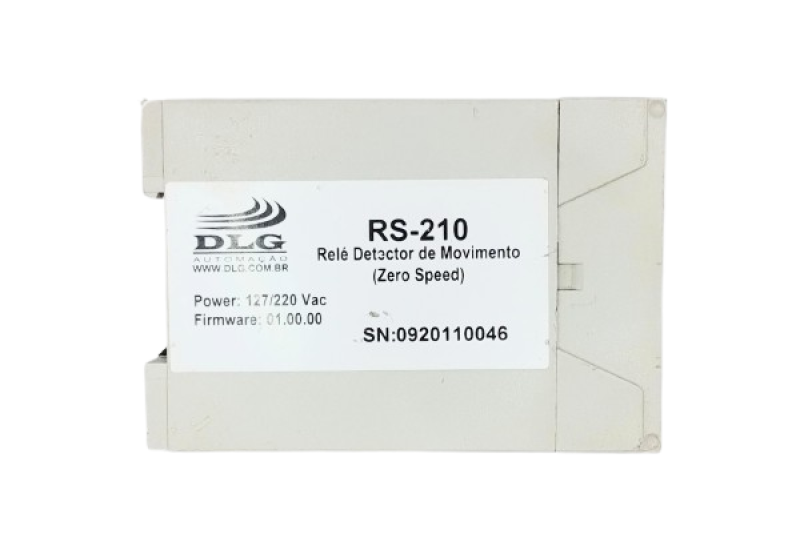 DLG
AUTOMAÇÃO
WWW.DLG.COM.BR
RS-210
Relé Detector de Movimento
(Zero Speed)
Power: 127/220 Vac
Firmware: 01.00.00
SN:0920110046